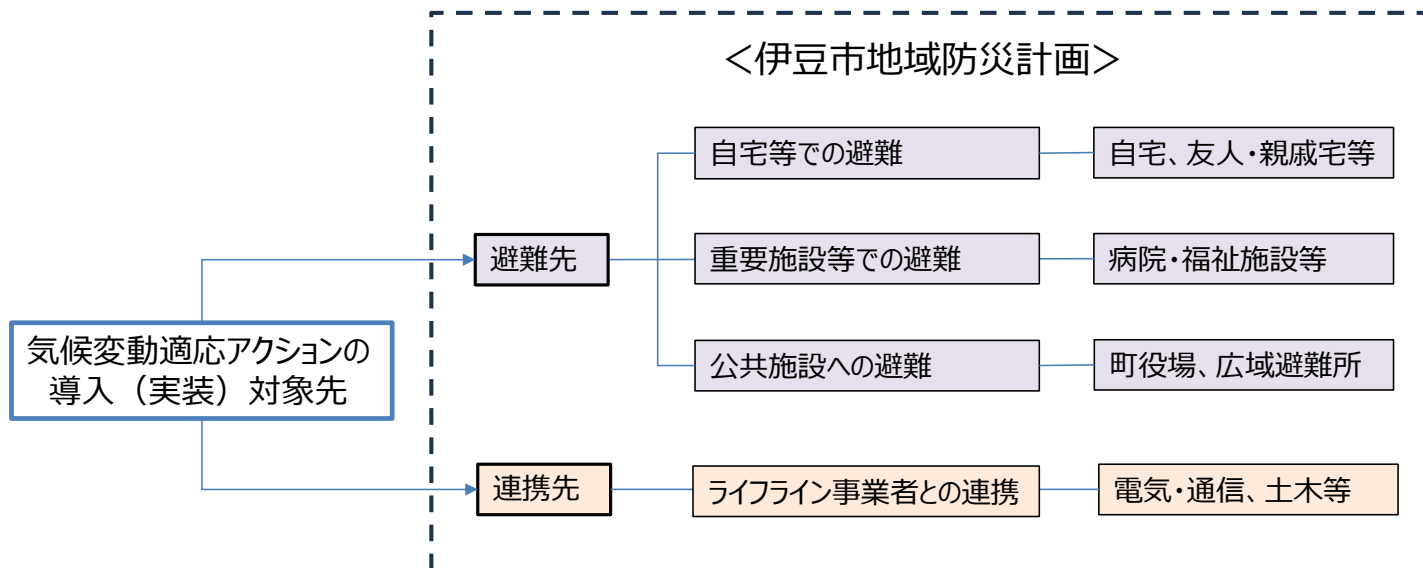 ＜伊豆市地域防災計画＞
自宅等での避難
自宅、友人・親戚宅等
避難先
重要施設等での避難
病院・福祉施設等
気候変動適応アクションの
導入（実装）対象先
公共施設への避難
町役場、広域避難所
連携先
ライフライン事業者との連携
電気・通信、土木等